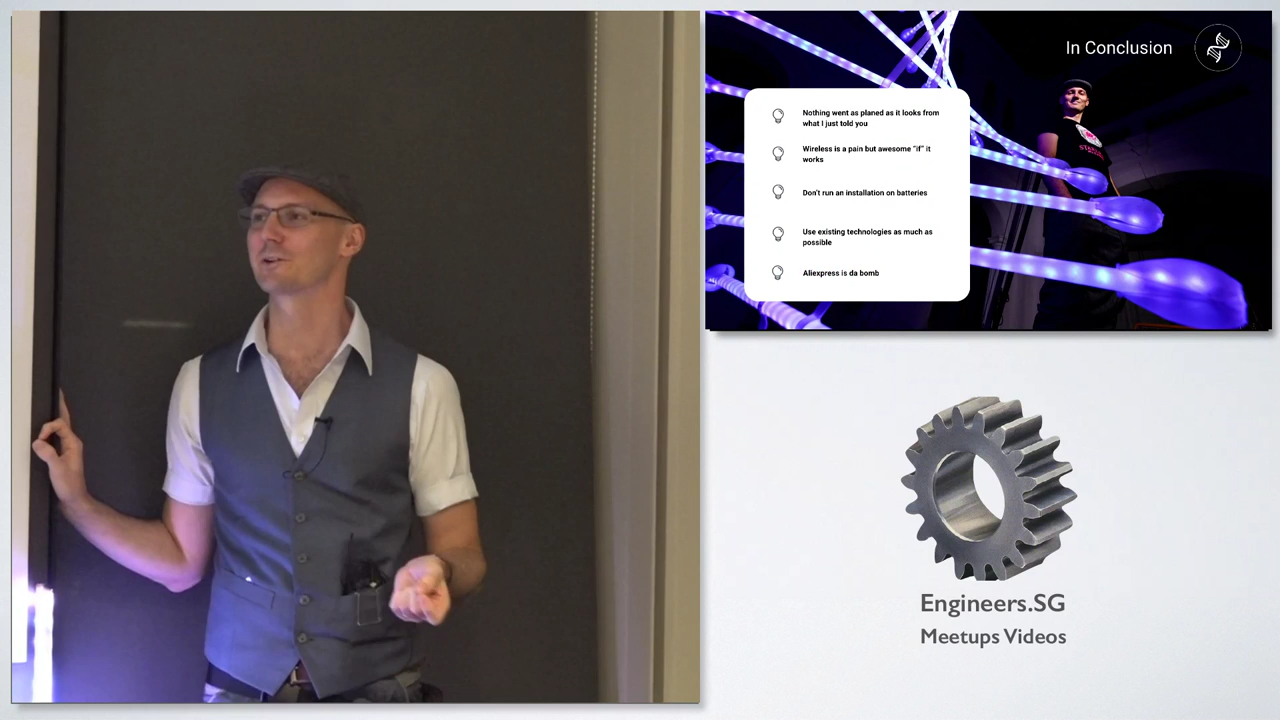 In Conclusion
Nothing went as planed as it looks from
what I just told you
Wireless is a pain but awesome "if" it
works
Don't run an installation on batteries
Use existing technologies as much as
possible
Aliexpress is da bomb
Engineers.SG
Meetups Videos